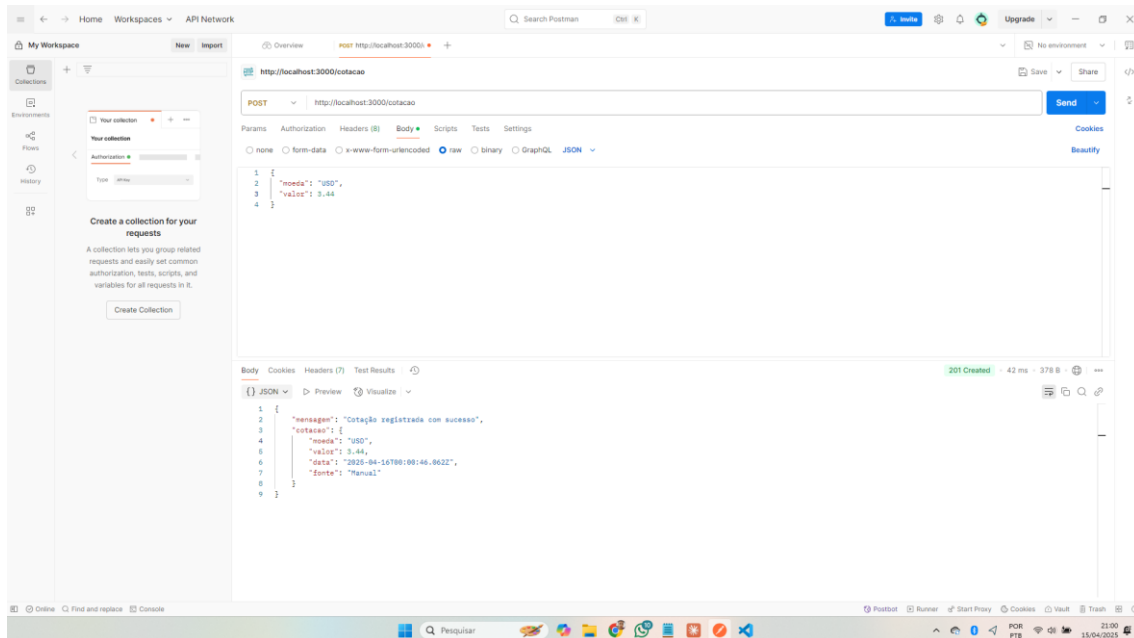 Home Workspaces API Network Search Postman Ctrl K Invite Upgrade
My Workspace New Import Overview POST http://localhost:3000/ No environment
Collections
Environments
Flows
History
http://localhost:3000/cotacao Save Share
POST http://localhost:3000/cotacao Send
Params Authorization Headers (8) Body Scripts Tests Settings Cookies
none form-data x-www-form-urlencoded raw binary GraphQL JSON Beautify
1 {
2 "moeda": "USD",
3 "valor": 3.44
4 }
Your collection
Your collection
Authorization
Type
Create a collection for your
requests
A collection lets you group related
requests and easily set common
authorization, tests, scripts, and
variables for all requests in it.
Create Collection
Body Cookies Headers (7) Test Results 201 Created 42 ms 378 B
{} JSON Preview Visualize
1 {
2 "mensagem": "Cotação registrada com sucesso",
3 "cotacao": {
4 "moeda": "USD",
5 "valor": 3.44,
6 "data": "2025-04-16T00:00:46.062Z",
7 "fonte": "Manual"
8 }
9 }
Online Find and replace Console Postbot Runner Start Proxy Cookies Vault Trash
Pesquisar POR 21:00
PTB 15/04/2025